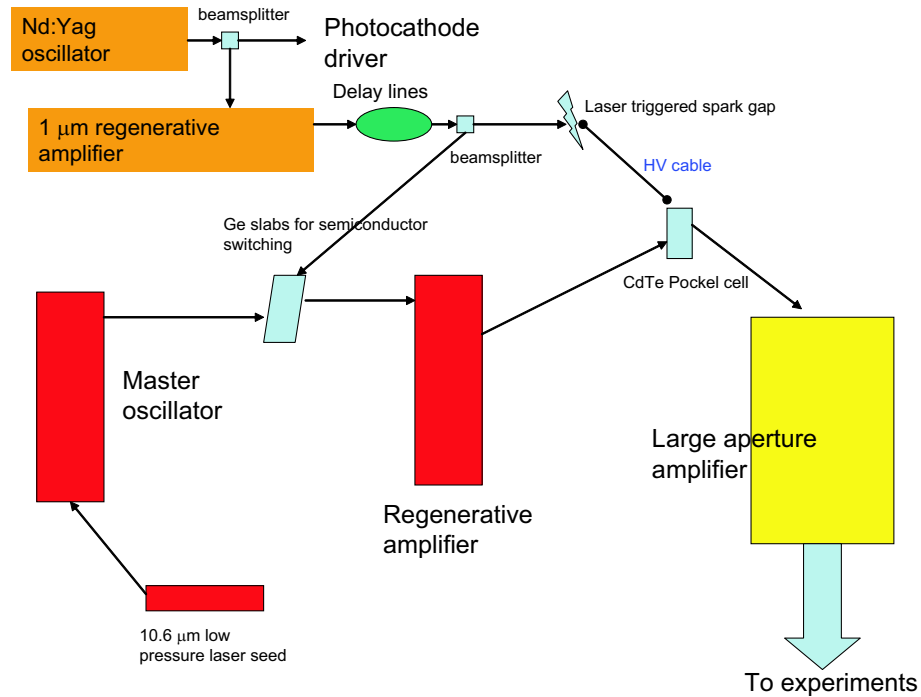 beamsplitter
Nd:Yag
oscillator
Photocathode
driver
Delay lines
Laser triggered spark gap
1 μm regenerative
amplifier
beamsplitter
HV cable
Ge slabs for semiconductor
switching
CdTe Pockel cell
Master
oscillator
Large aperture
amplifier
Regenerative
amplifier
10.6 μm low
pressure laser seed
To experiments